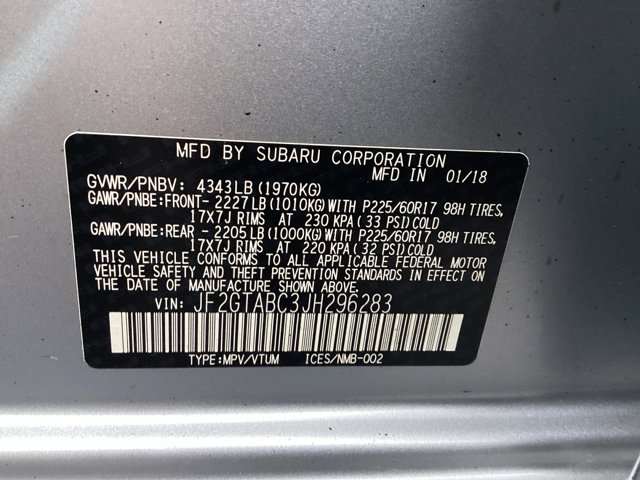 MFD BY SUBARU CORPORATION
MFD IN 01/18
GVWR/PNBV: 4343LB (1970KG)
GAWR/PNBE: FRONT- 2227 LB (1010KG) WITH P225/60R17 98H TIRES,
17X7J RIMS AT 230 KPA (33 PSI) COLD
GAWR/PNBE: REAR - 2205 LB (1000KG) WITH P225/60R17 98H TIRES,
17X7J RIMS AT 220 KPA (32 PSI) COLD
THIS VEHICLE CONFORMS TO ALL APPLICABLE FEDERAL MOTOR
VEHICLE SAFETY AND THEFT PREVENTION STANDARDS IN EFFECT ON
THE DATE OF MANUFACTURE SHOWN ABOVE.
VIN: JF2GTABC3JH296283
TYPE:MPV/VTUM ICES/NMB-002